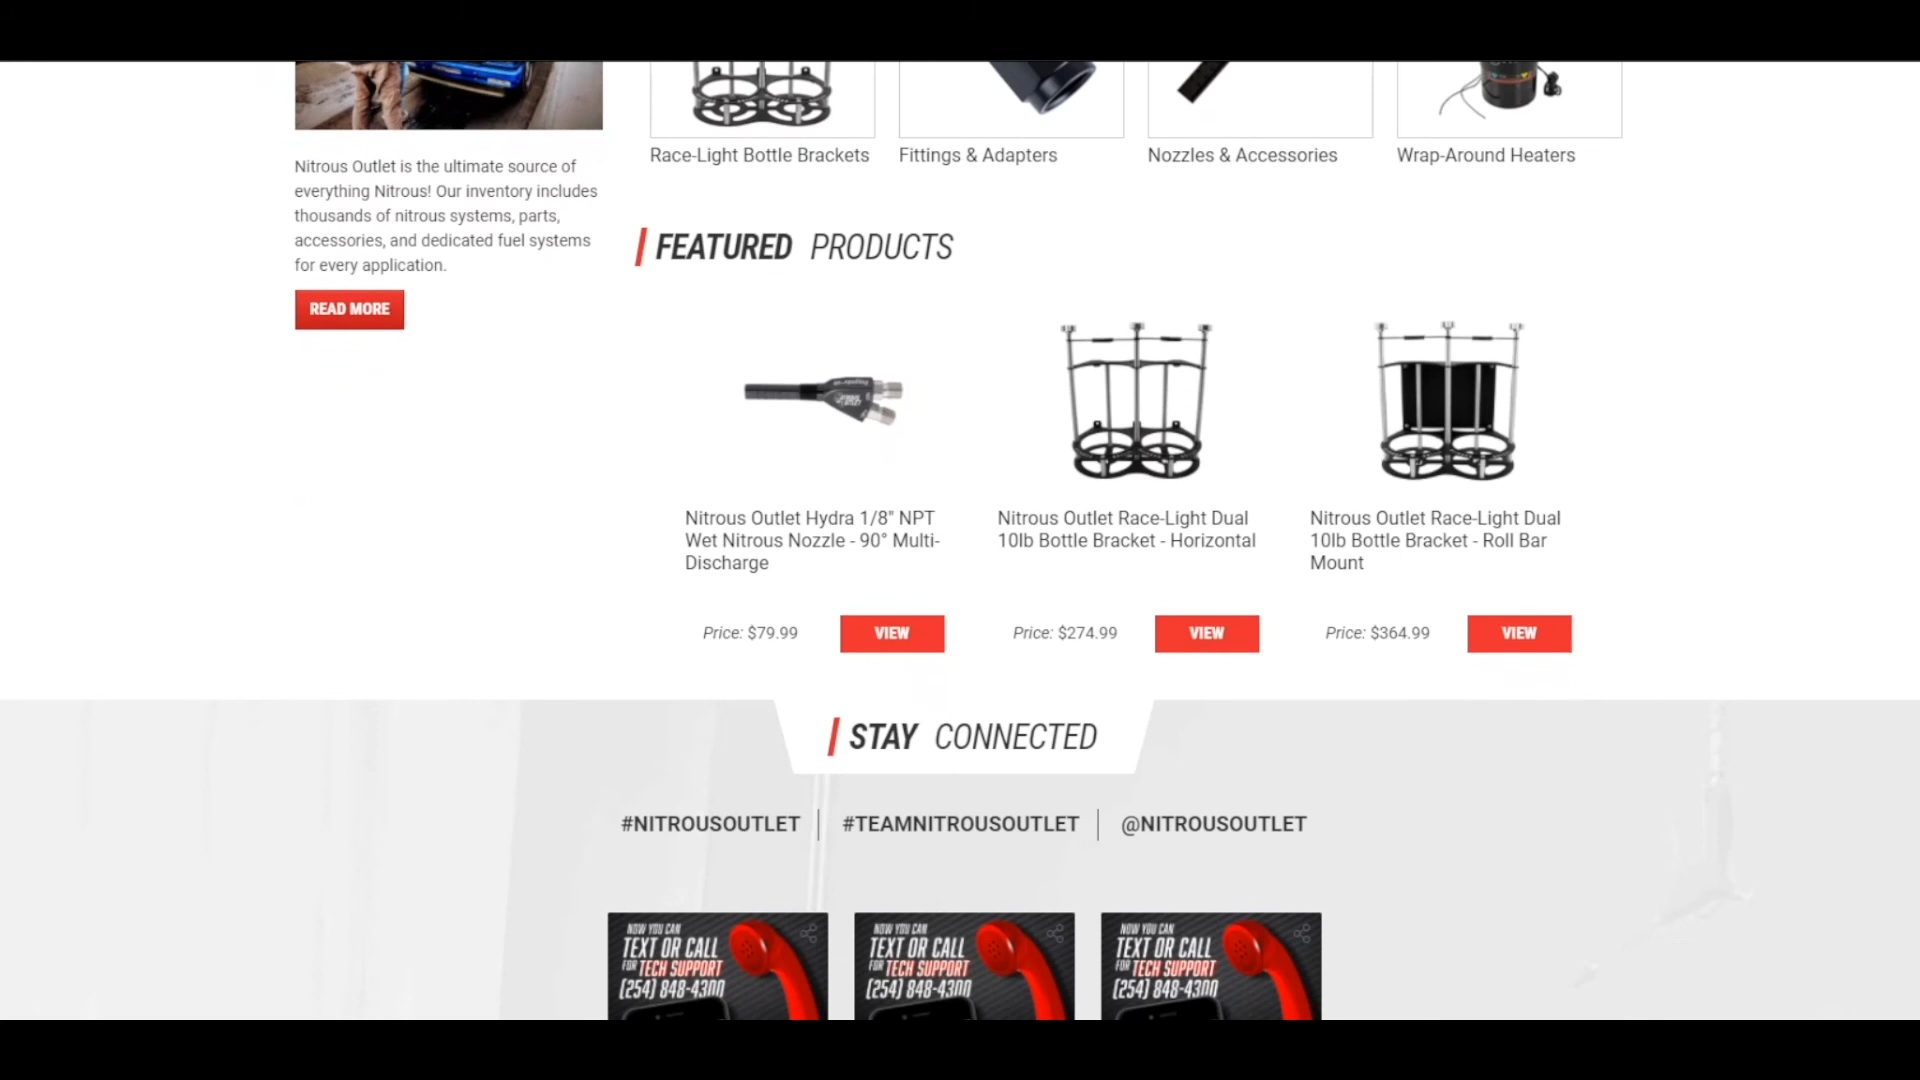 Nitrous Outlet is the ultimate source of
everything Nitrous! Our inventory includes
thousands of nitrous systems, parts,
accessories, and dedicated fuel systems
for every application.
READ MORE
Race-Light Bottle Brackets
Fittings & Adapters
Nozzles & Accessories
Wrap-Around Heaters
FEATURED PRODUCTS
Nitrous Outlet Hydra 1/8" NPT
Wet Nitrous Nozzle - 90° Multi-
Discharge
Price: $79.99
VIEW
Nitrous Outlet Race-Light Dual
10lb Bottle Bracket - Horizontal
Price: $274.99
VIEW
Nitrous Outlet Race-Light Dual
10lb Bottle Bracket - Roll Bar
Mount
Price: $364.99
VIEW
STAY CONNECTED
#NITROUSOUTLET
#TEAMNITROUSOUTLET
@NITROUSOUTLET
NOW YOU CAN
TEXT OR CALL
FOR TECH SUPPORT
(254) 848-4300
NOW YOU CAN
TEXT OR CALL
FOR TECH SUPPORT
(254) 848-4300
NOW YOU CAN
TEXT OR CALL
FOR TECH SUPPORT
(254) 848-4300